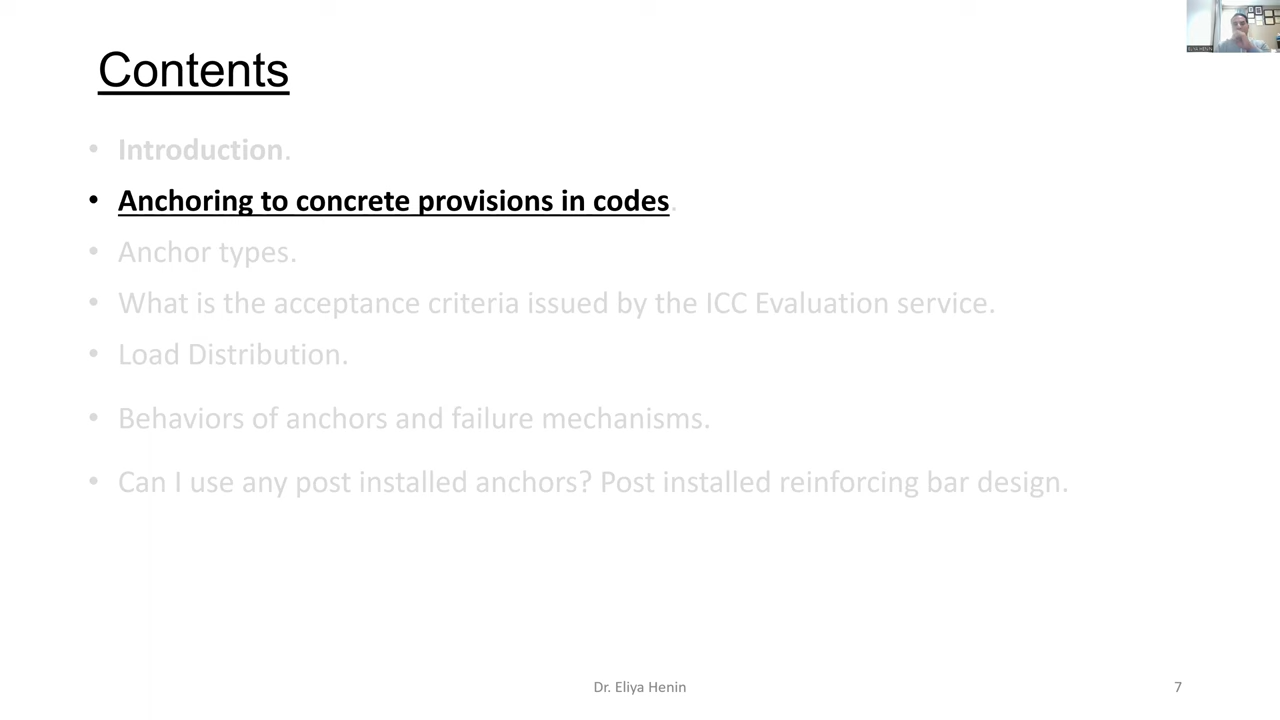 Contents
• Introduction.
• Anchoring to concrete provisions in codes.
• Anchor types.
• What is the acceptance criteria issued by the ICC Evaluation service.
• Load Distribution.
• Behaviors of anchors and failure mechanisms.
• Can I use any post installed anchors? Post installed reinforcing bar design.
Dr. Eliya Henin
7